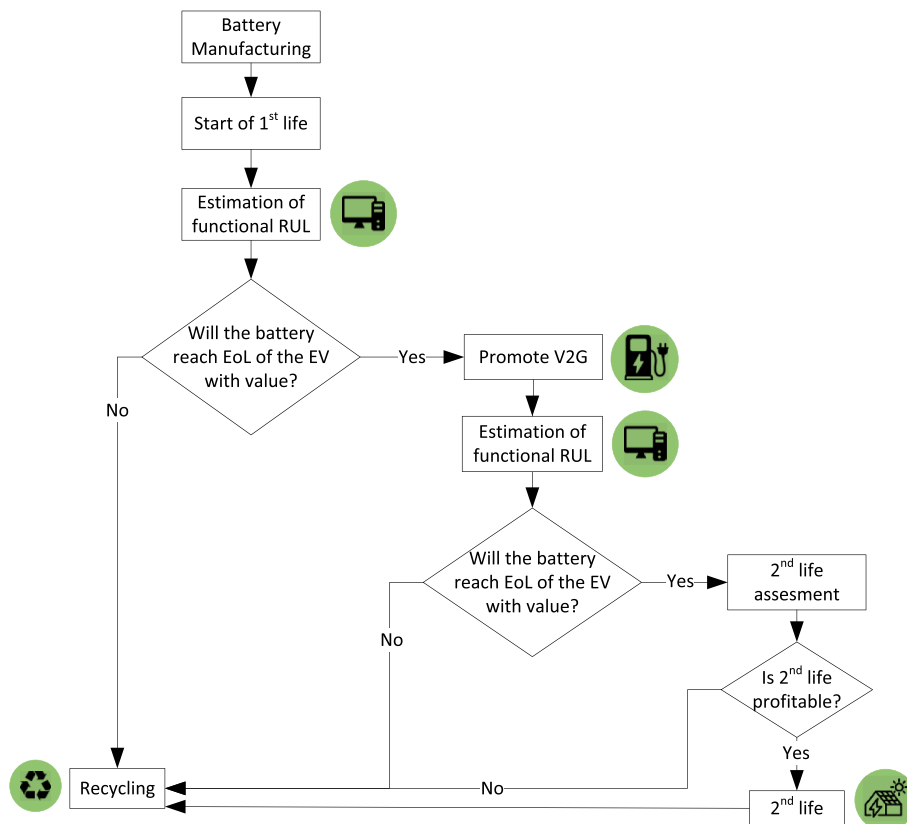 Battery
Manufacturing
Start of 1st life
Estimation of
functional RUL
Will the battery
reach EoL of the EV
with value?
Yes
Promote V2G
No
Estimation of
functional RUL
Will the battery
reach EoL of the EV
with value?
Yes
2nd life
assesment
No
Is 2nd life
profitable?
Yes
Recycling
No
2nd life